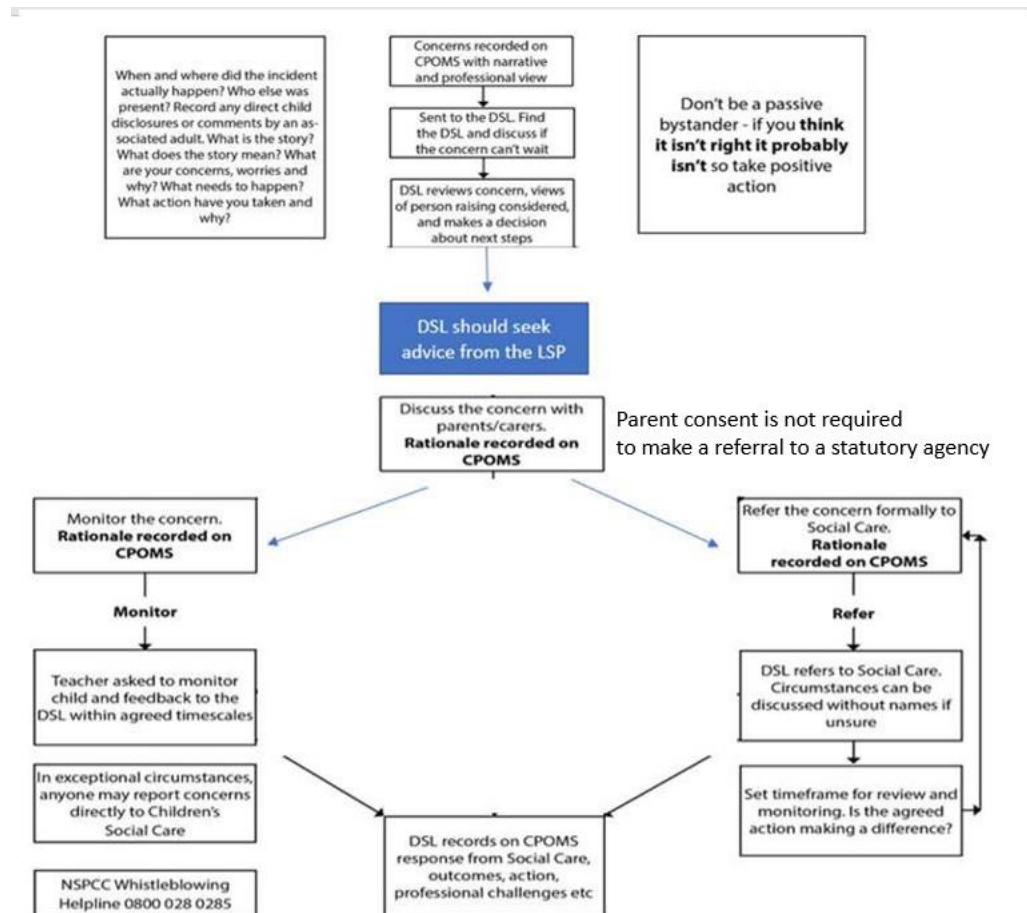 When and where did the incident
actually happen? Who else was
present? Record any direct child
disclosures or comments by an as-
sociated adult. What is the story?
What does the story mean? What
are your concerns, worries and
why? What needs to happen?
What action have you taken and
why?
Concerns recorded on
CPOMS with narrative
and professional view
Sent to the DSL. Find
the DSL and discuss if
the concern can't wait
DSL reviews concern, views
of person raising considered,
and makes a decision
about next steps
Don't be a passive
bystander - if you think
it isn't right it probably
isn't so take positive
action
DSL should seek
advice from the LSP
Discuss the concern with
parents/carers.
Rationale recorded on
CPOMS
Parent consent is not required
to make a referral to a statutory agency
Monitor the concern.
Rationale recorded on
CPOMS
Monitor
Teacher asked to monitor
child and feedback to the
DSL within agreed timescales
In exceptional circumstances,
anyone may report concerns
directly to Children's
Social Care
NSPCC Whistleblowing
Helpline 0800 028 0285
Refer the concern formally to
Social Care.
Rationale
recorded on CPOMS
Refer
DSL refers to Social Care.
Circumstances can be
discussed without names if
unsure
Set timeframe for review and
monitoring. Is the agreed
action making a difference?
DSL records on CPOMS
response from Social Care,
outcomes, action,
professional challenges etc